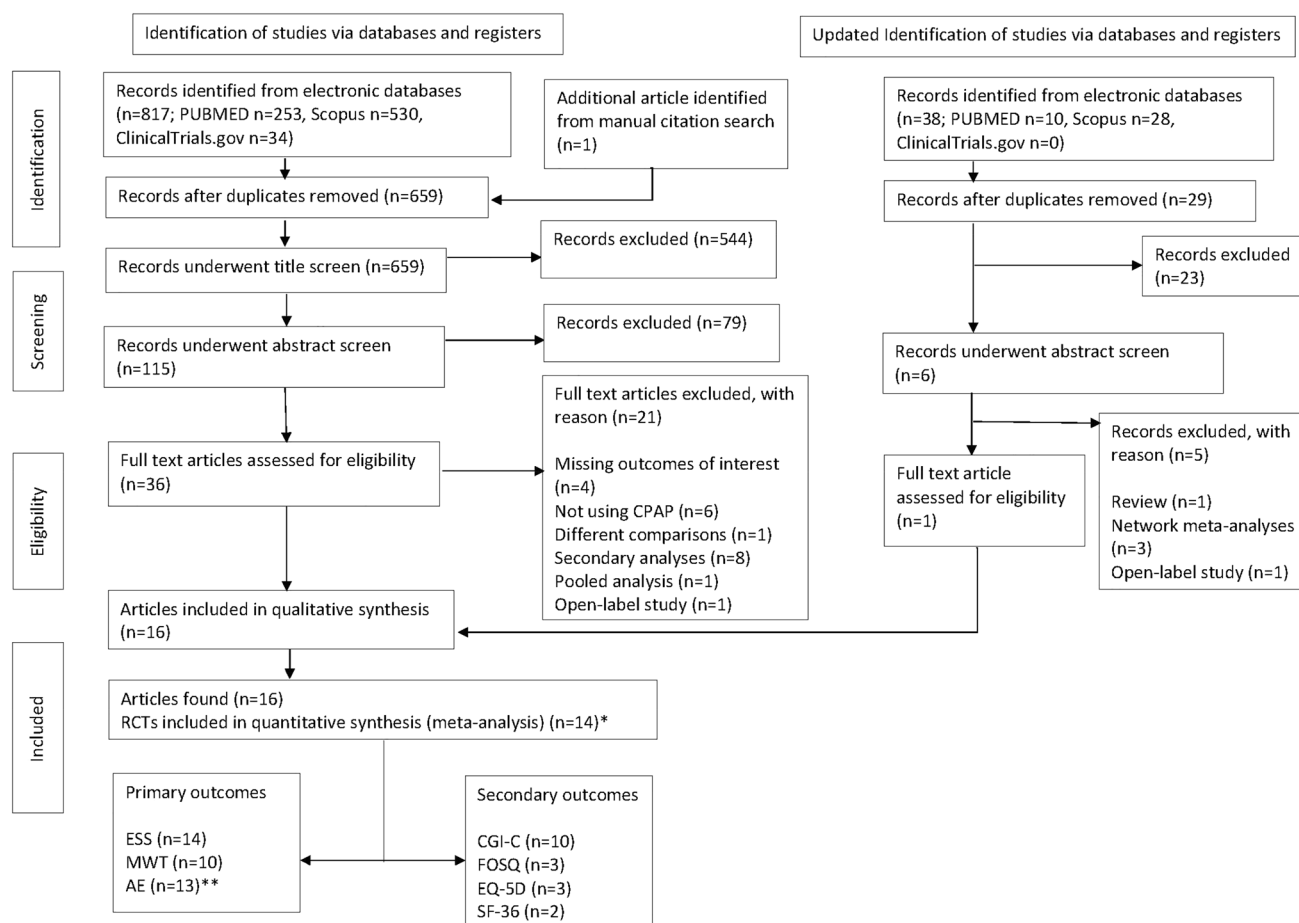 Identification of studies via databases and registers
Updated Identification of studies via databases and registers
Identification
Records identified from electronic databases
(n=817; PUBMED n=253, Scopus n=530,
ClinicalTrials.gov n=34)
Additional article identified
from manual citation search
(n=1)
Records identified from electronic databases
(n=38; PUBMED n=10, Scopus n=28,
ClinicalTrials.gov n=0)
Records after duplicates removed (n=659)
Records after duplicates removed (n=29)
Records underwent title screen (n=659)
Records excluded (n=544)
Records excluded
(n=23)
Screening
Records underwent abstract screen
(n=115)
Records excluded (n=79)
Records underwent abstract screen
(n=6)
Eligibility
Full text articles assessed for eligibility
(n=36)
Full text articles excluded, with
reason (n=21)
Missing outcomes of interest
(n=4)
Not using CPAP (n=6)
Different comparisons (n=1)
Secondary analyses (n=8)
Pooled analysis (n=1)
Open-label study (n=1)
Full text article
assessed for eligibility
(n=1)
Records excluded, with
reason (n=5)
Review (n=1)
Network meta-analyses
(n=3)
Open-label study (n=1)
Articles included in qualitative synthesis
(n=16)
Included
Articles found (n=16)
RCTs included in quantitative synthesis (meta-analysis) (n=14)*
Primary outcomes
ESS (n=14)
MWT (n=10)
AE (n=13)**
Secondary outcomes
CGI-C (n=10)
FOSQ (n=3)
EQ-5D (n=3)
SF-36 (n=2)